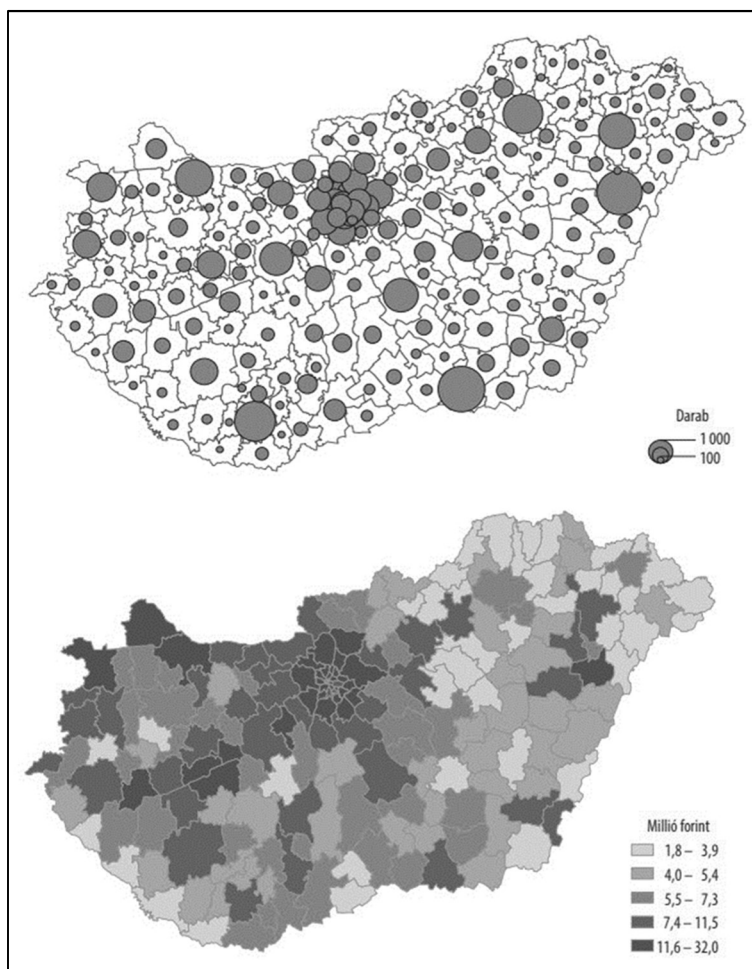 Darab
1 000
100
Millió forint
1,8 – 3,9
4,0 – 5,4
5,5 – 7,3
7,4 – 11,5
11,6 – 32,0